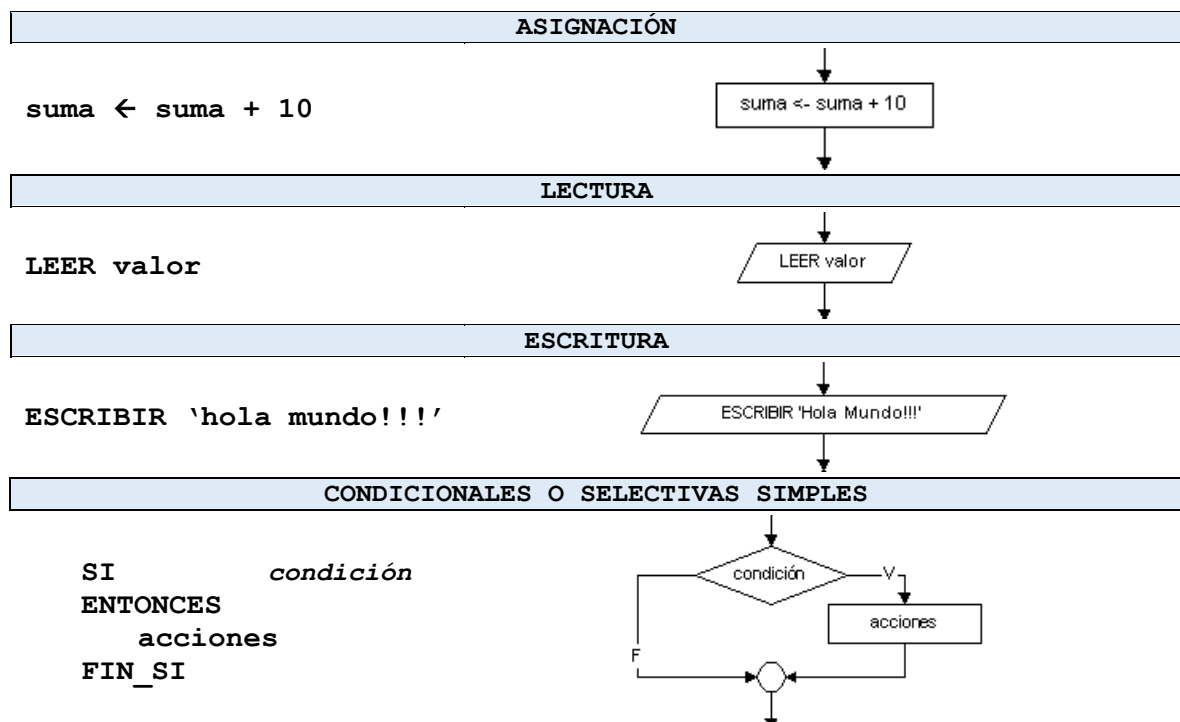 ASIGNACIÓN
suma ← suma + 10
suma <- suma + 10
LECTURA
LEER valor
LEER valor
ESCRITURA
ESCRIBIR ‘hola mundo!!!’
ESCRIBIR 'Hola Mundo!!!'
CONDICIONALES O SELECTIVAS SIMPLES
SI condición
ENTONCES
acciones
FIN_SI
condición
V
acciones
F